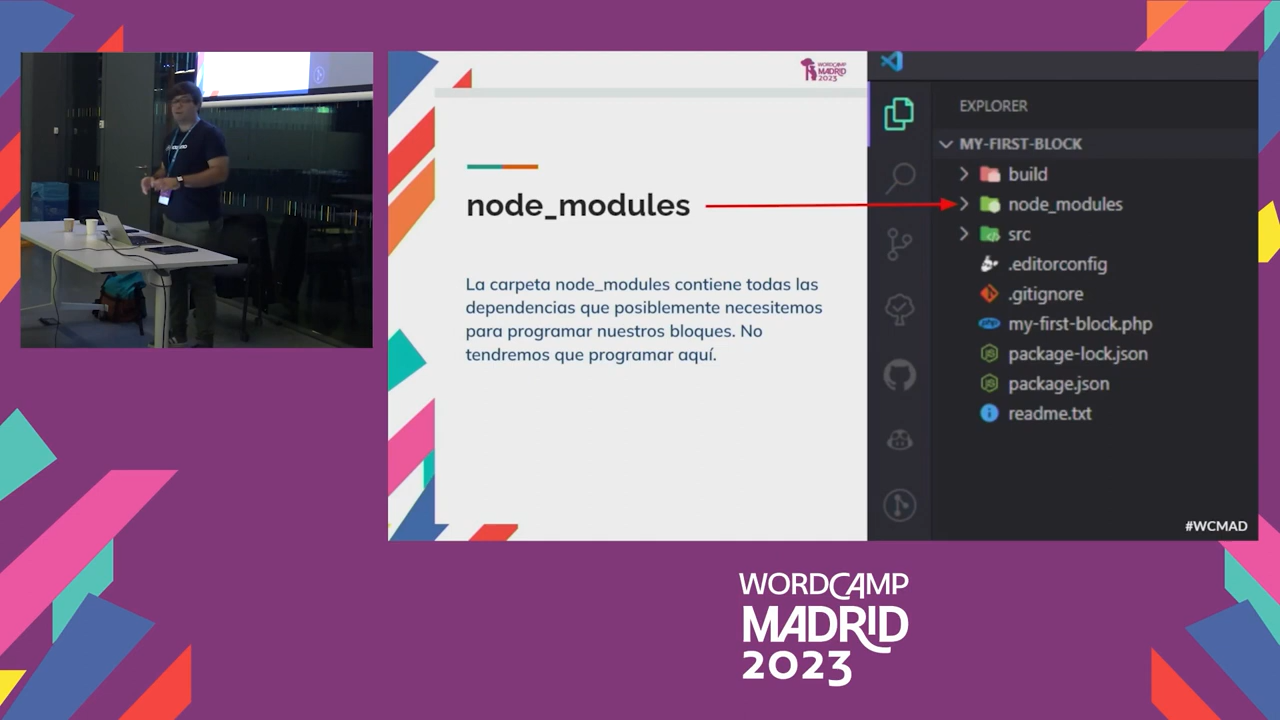 WORDCAMP
MADRID
2023
node_modules
La carpeta node_modules contiene todas las
dependencias que posiblemente necesitemos
para programar nuestros bloques. No
tendremos que programar aquí.
EXPLORER
MY-FIRST-BLOCK
build
node_modules
src
.editorconfig
.gitignore
my-first-block.php
package-lock.json
package.json
readme.txt
#WCMAD
WORDCAMP
MADRID
2023